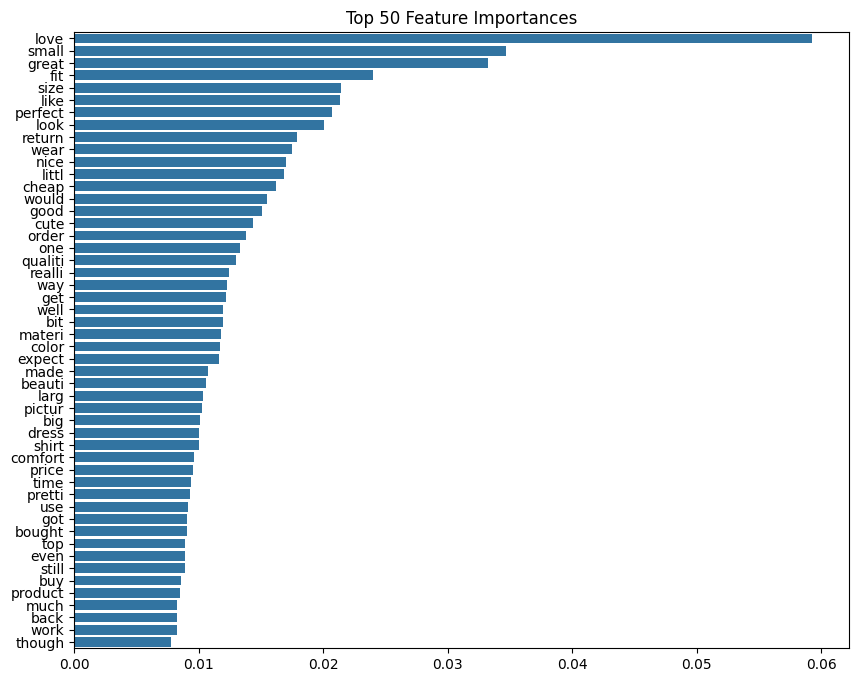 Top 50 Feature Importances
love
small
great
fit
size
like
perfect
look
return
wear
nice
littl
cheap
would
good
cute
order
one
qualiti
realli
way
get
well
bit
materi
color
expect
made
beauti
larg
pictur
big
dress
shirt
comfort
price
time
pretti
use
got
bought
top
even
still
buy
product
much
back
work
though
0.00 0.01 0.02 0.03 0.04 0.05 0.06